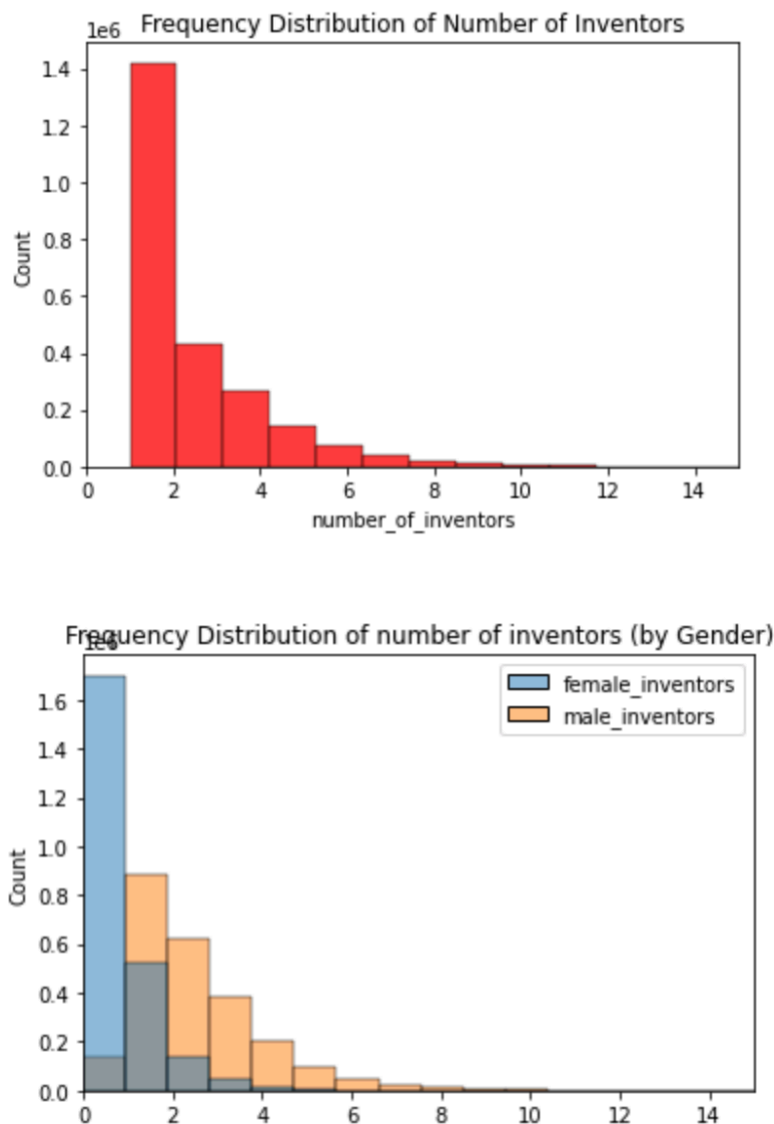 Frequency Distribution of Number of Inventors
1e6
1.4
1.2
1.0
0.8
0.6
0.4
0.2
0.0
Count
0 2 4 6 8 10 12 14
number_of_inventors
Frequency Distribution of number of inventors (by Gender)
1e6
female_inventors
male_inventors
1.6
1.4
1.2
1.0
0.8
0.6
0.4
0.2
0.0
Count
0 2 4 6 8 10 12 14